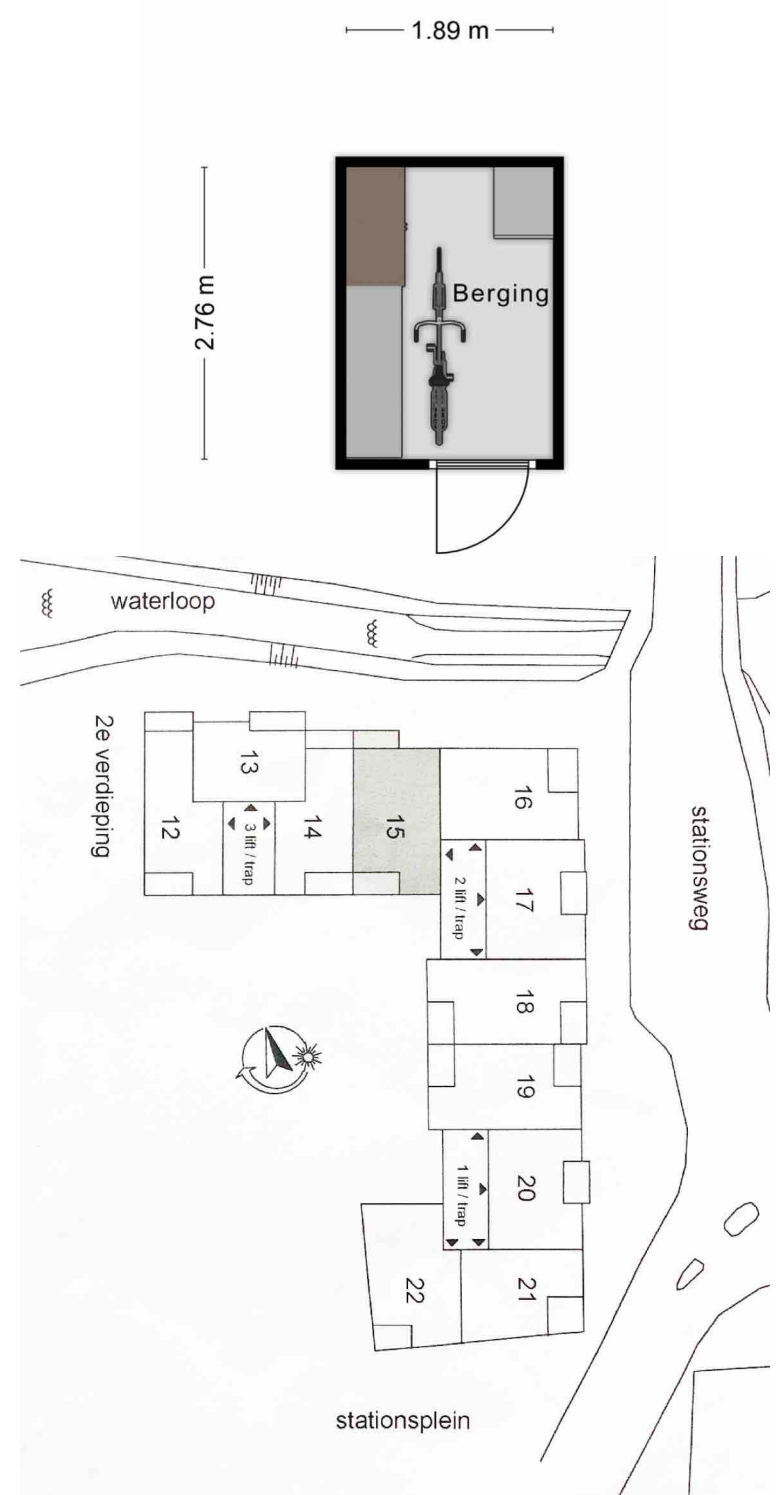 1.89 m
2.76 m
Berging
waterloop
2e verdieping
13
12
3 lift / trap
14
15
16
stationsweg
2 lift / trap
17
18
19
1 lift / trap
20
22
21
stationsplein